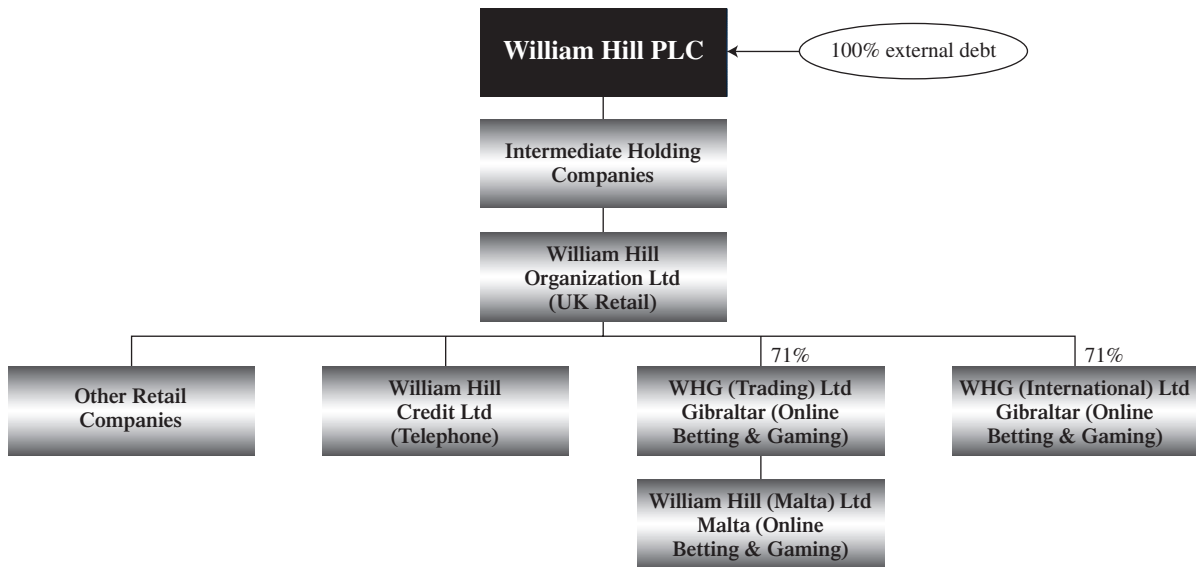 William Hill PLC
100% external debt
Intermediate Holding
Companies
William Hill
Organization Ltd
(UK Retail)
71%
71%
Other Retail
Companies
William Hill
Credit Ltd
(Telephone)
WHG (Trading) Ltd
Gibraltar (Online
Betting & Gaming)
WHG (International) Ltd
Gibraltar (Online
Betting & Gaming)
William Hill (Malta) Ltd
Malta (Online
Betting & Gaming)